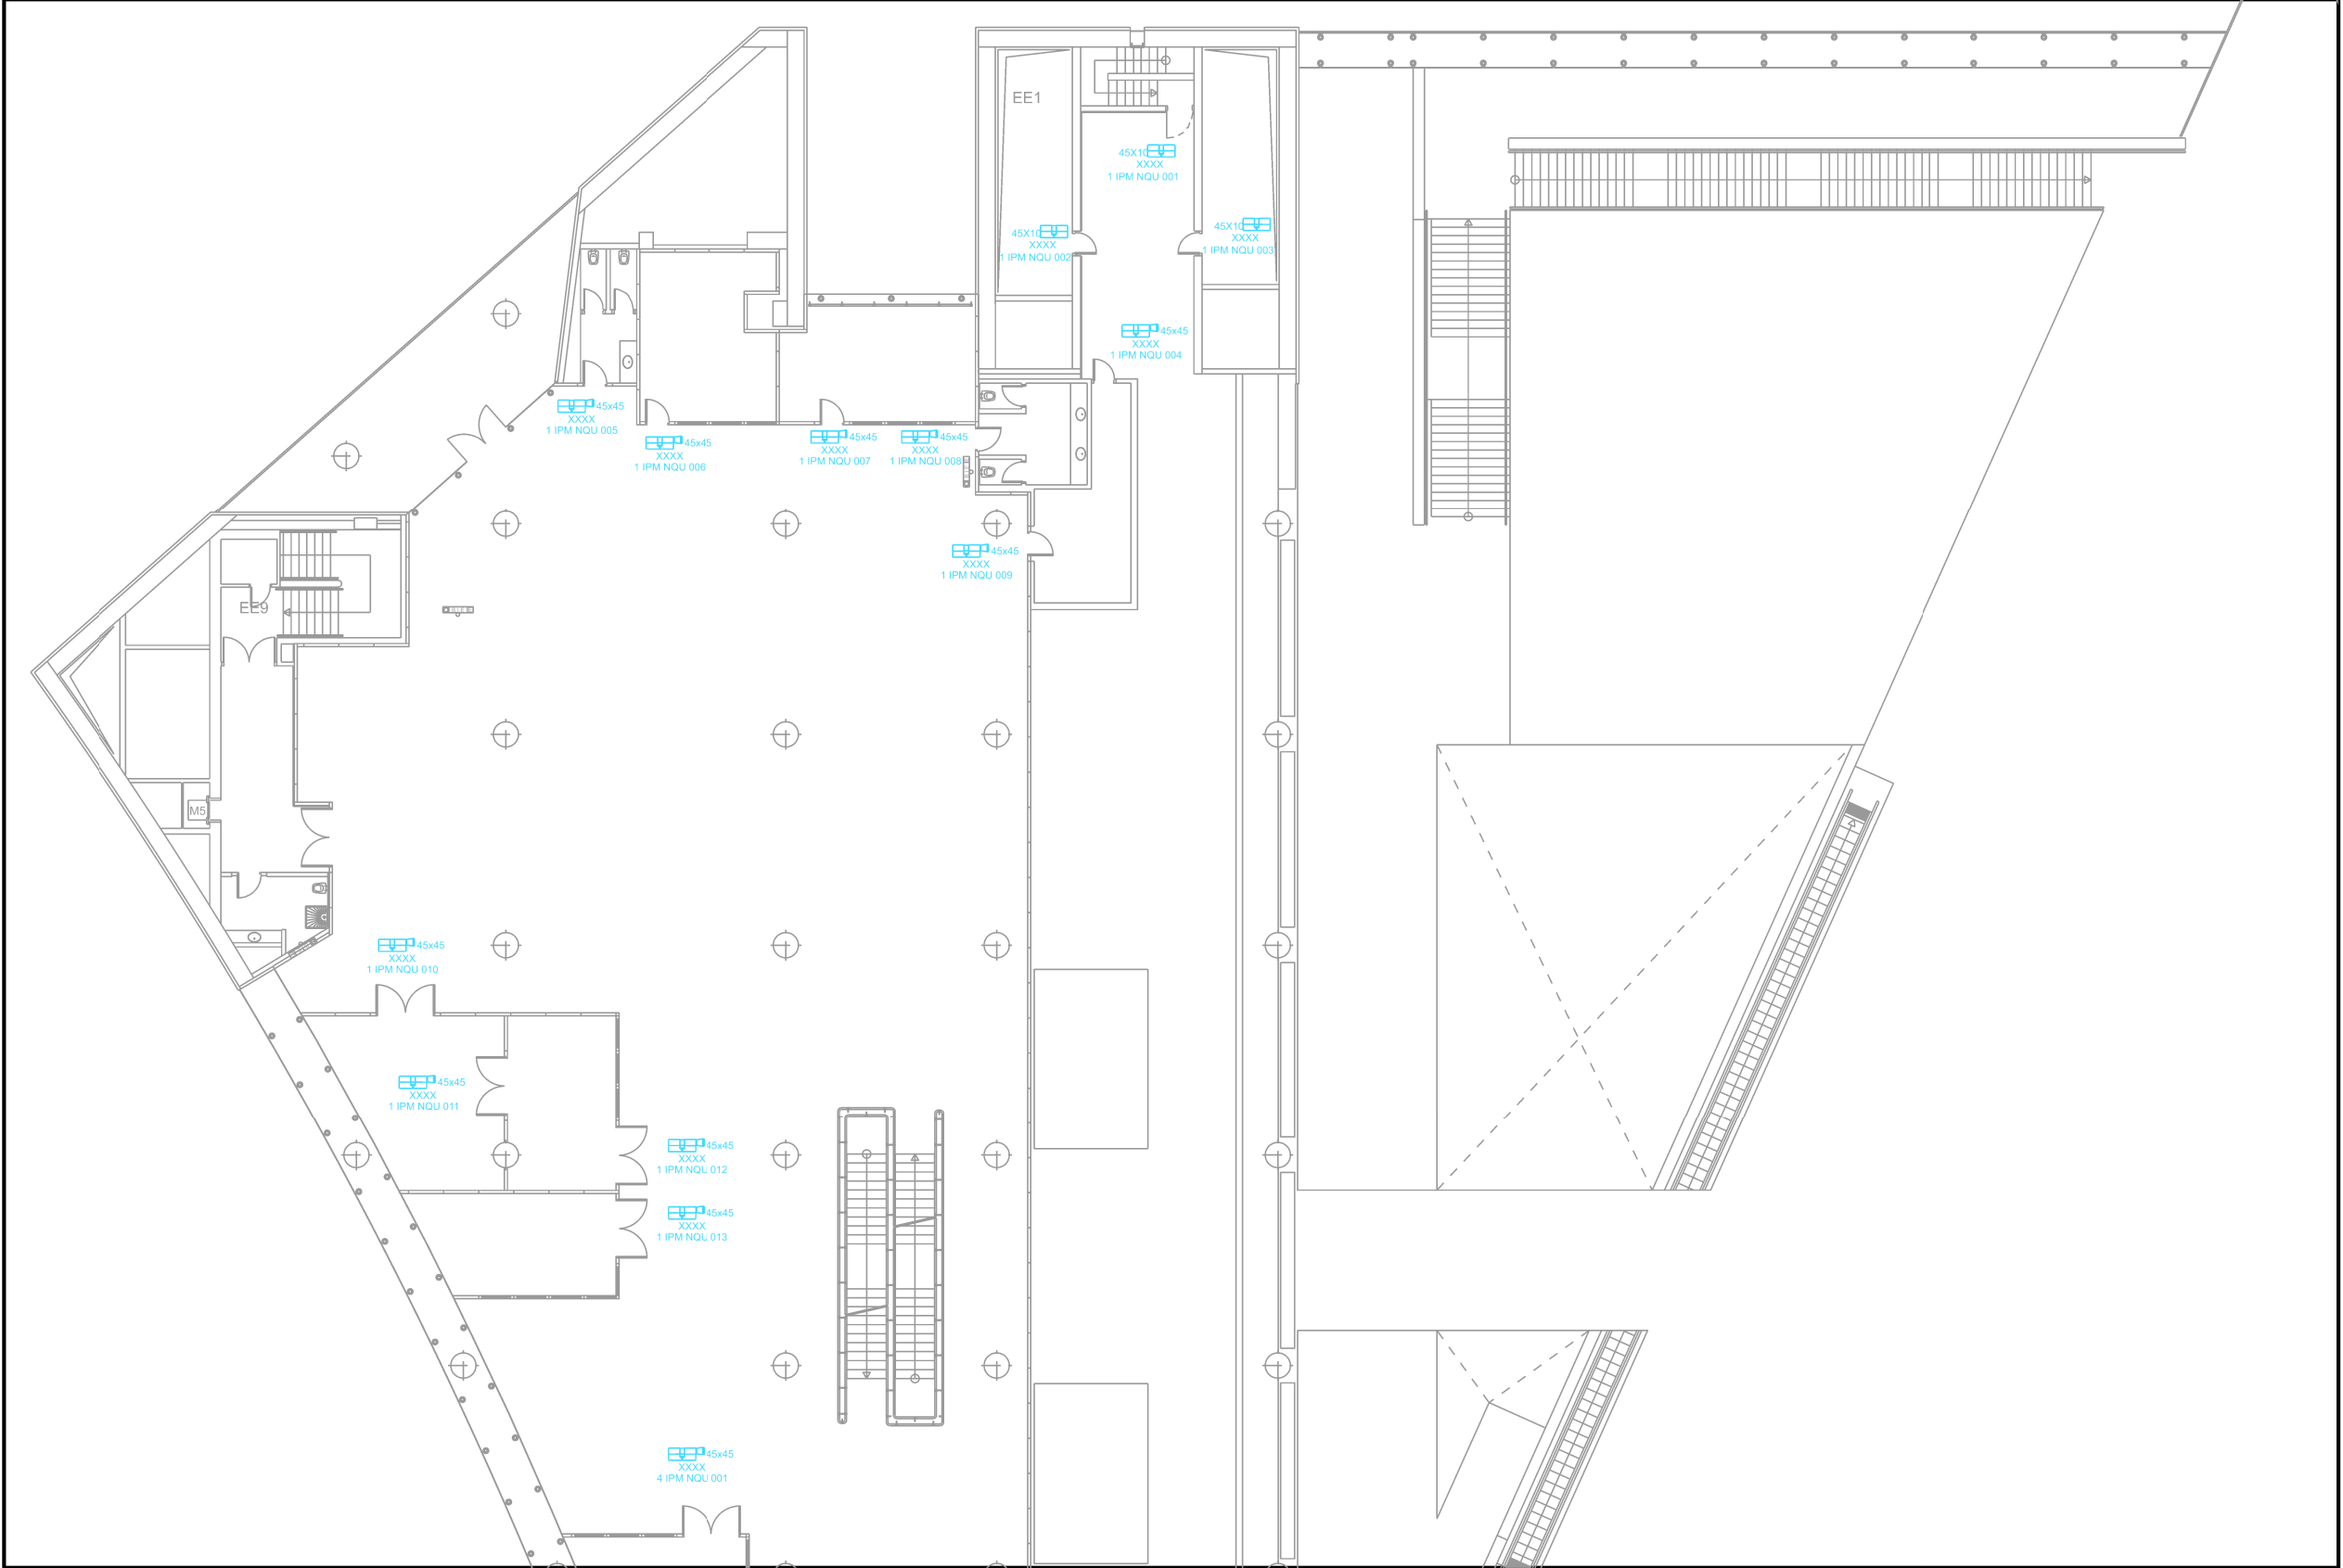 EE1
45X10
XXXX
1 IPM NQU 001
45X10
XXXX
1 IPM NQU 002
45X10
XXXX
1 IPM NQU 003
45x45
XXXX
1 IPM NQU 004
45x45
XXXX
1 IPM NQU 005
45x45
XXXX
1 IPM NQU 006
45x45
XXXX
1 IPM NQU 007
45x45
XXXX
1 IPM NQU 008
45x45
XXXX
1 IPM NQU 009
EE9
M5
45x45
XXXX
1 IPM NQU 010
45x45
XXXX
1 IPM NQU 011
45x45
XXXX
1 IPM NQU 012
45x45
XXXX
1 IPM NQU 013
45x45
XXXX
4 IPM NQU 001